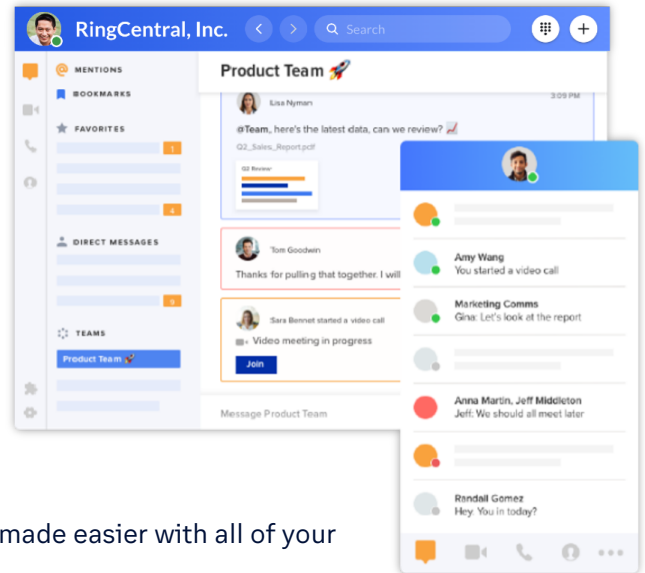 RingCentral, Inc.
Search
MENTIONS
BOOKMARKS
FAVORITES
1
4
DIRECT MESSAGES
9
TEAMS
Product Team 🚀
Product Team 🚀
Lisa Nyman
3:09 PM
@Team, here's the latest data, can we review? 📈
Q2_Sales_Report.pdf
Q2 Review
Tom Goodwin
Thanks for pulling that together. I will
Sara Bennet started a video call
Video meeting in progress
Join
Message Product Team
Amy Wang
You started a video call
Marketing Comms
Gina: Let's look at the report
Anna Martin, Jeff Middleton
Jeff: We should all meet later
Randall Gomez
Hey. You in today?
made easier with all of your